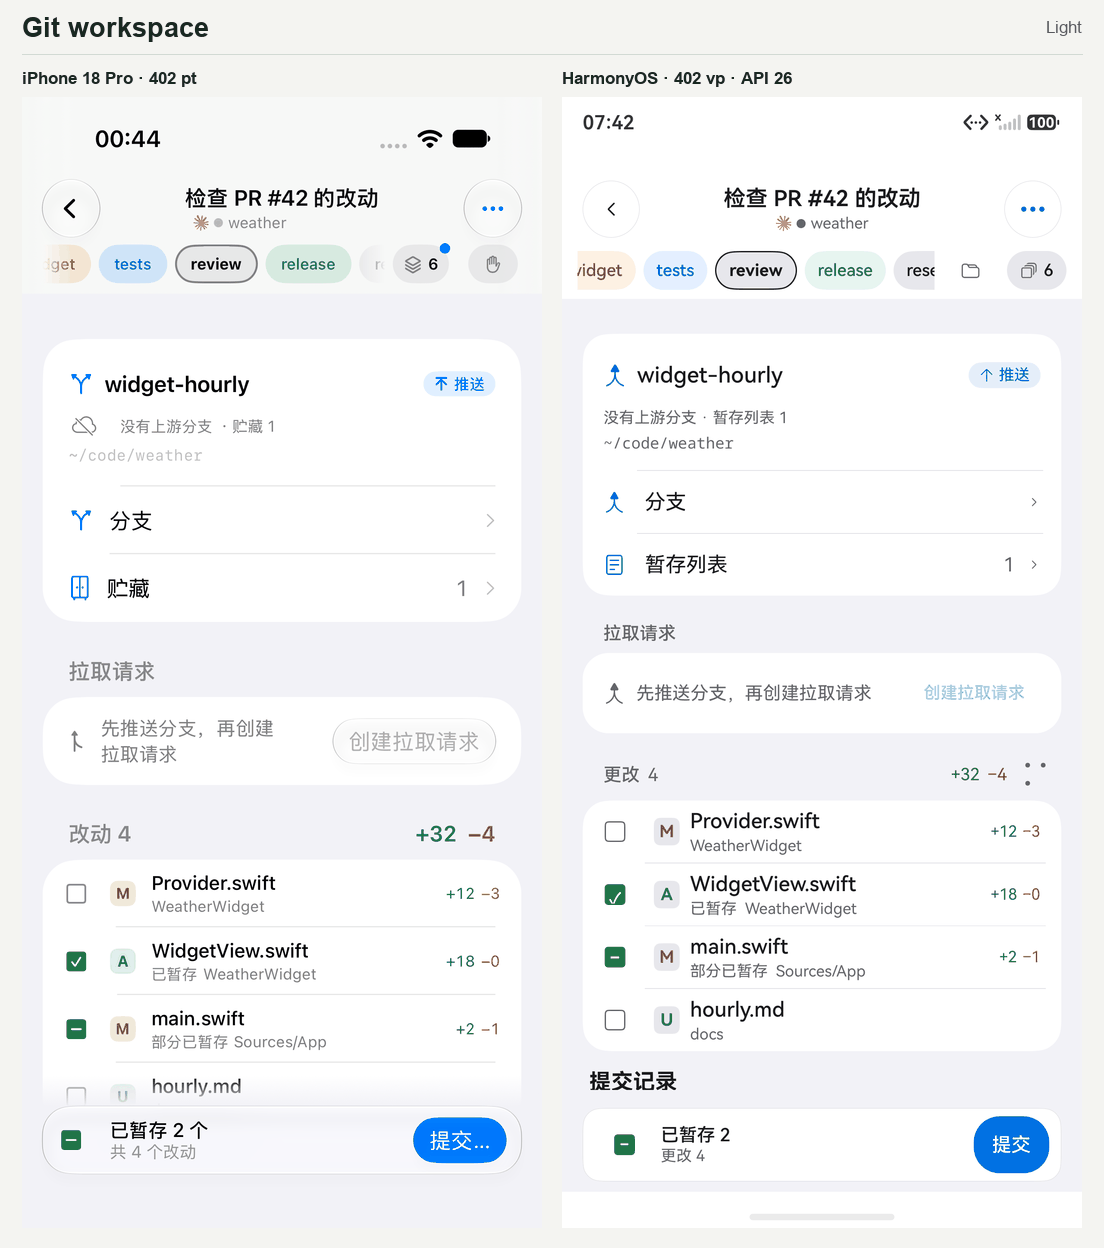 Git workspace
Light
iPhone 18 Pro · 402 pt
00:44
检查 PR #42 的改动
weather
dget
tests
review
release
re
6
widget-hourly
推送
没有上游分支 · 贮藏 1
~/code/weather
分支
贮藏
1
拉取请求
先推送分支，再创建
拉取请求
创建拉取请求
改动 4
+32 −4
M
Provider.swift
WeatherWidget
+12 −3
A
WidgetView.swift
已暂存 WeatherWidget
+18 −0
M
main.swift
部分已暂存 Sources/App
+2 −1
U
hourly.md
已暂存 2 个
共 4 个改动
提交...
HarmonyOS · 402 vp · API 26
07:42
100
检查 PR #42 的改动
weather
vidget
tests
review
release
rese
6
widget-hourly
推送
没有上游分支 · 暂存列表 1
~/code/weather
分支
暂存列表
1
拉取请求
先推送分支，再创建拉取请求
创建拉取请求
更改 4
+32 −4
M
Provider.swift
WeatherWidget
+12 −3
A
WidgetView.swift
已暂存 WeatherWidget
+18 −0
M
main.swift
部分已暂存 Sources/App
+2 −1
U
hourly.md
docs
提交记录
已暂存 2
更改 4
提交